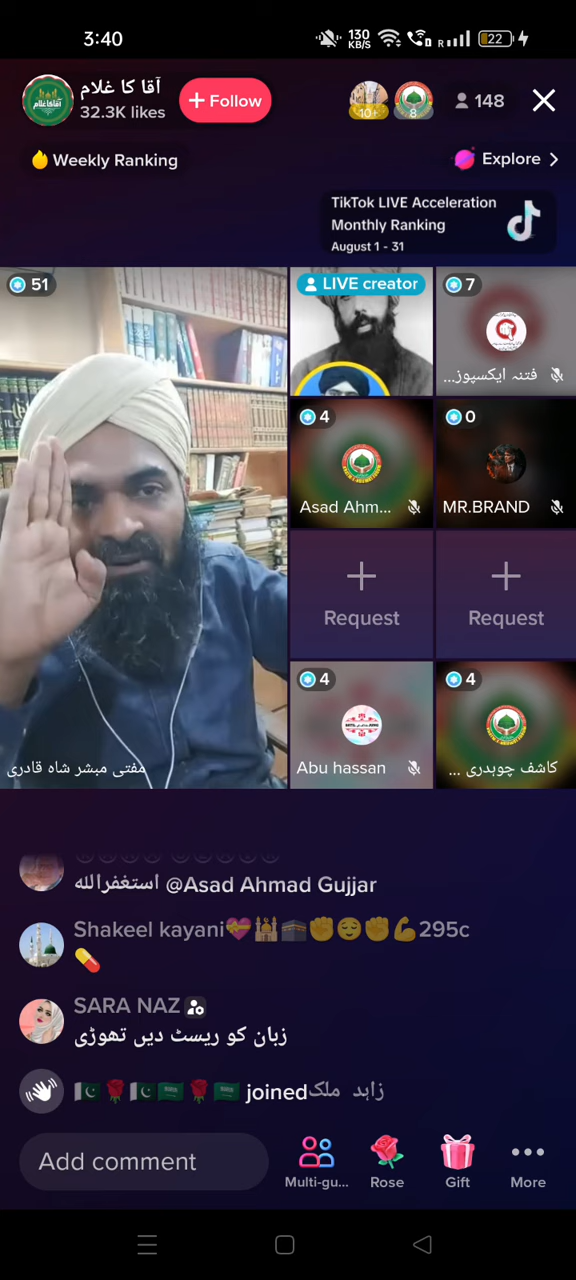 3:40
130 KB/S
R
22
آقا کا غلام
32.3K likes
+ Follow
10+
8
148
Weekly Ranking
Explore
TikTok LIVE Acceleration
Monthly Ranking
August 1 - 31
51
LIVE creator
7
فتنہ ایکسپوز...
4
Asad Ahm...
0
MR.BRAND
Request
Request
مفتی مبشر شاہ قادری
4
Abu hassan
4
کاشف چوہدری ...
استغفرالله @Asad Ahmad Gujjar
Shakeel kayani💝🕌🕋✊😌✊💪295c
💊
SARA NAZ
زبان کو ریسٹ دیں تھوڑی
🇵🇰🌹🇵🇰🇸🇦🌹🇸🇦 joined زاہد ملک
Add comment
Multi-gu...
Rose
Gift
More